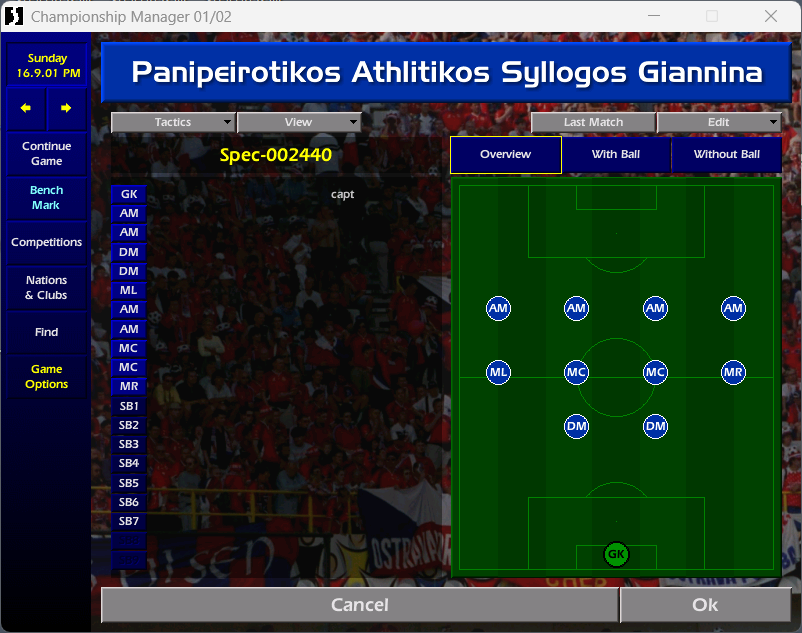 Championship Manager 01/02
Sunday
16.9.01 PM
Continue
Game
Bench
Mark
Competitions
Nations
& Clubs
Find
Game
Options
Panipeirotikos Athlitikos Syllogos Giannina
Tactics View Last Match Edit
Spec-002440
Overview With Ball Without Ball
GK capt
AM
AM
DM
DM
ML
AM
AM
MC
MC
MR
SB1
SB2
SB3
SB4
SB5
SB6
SB7
AM AM AM AM
ML MC MC MR
DM DM
GK
OSTRAVA
CHEB
Cancel Ok